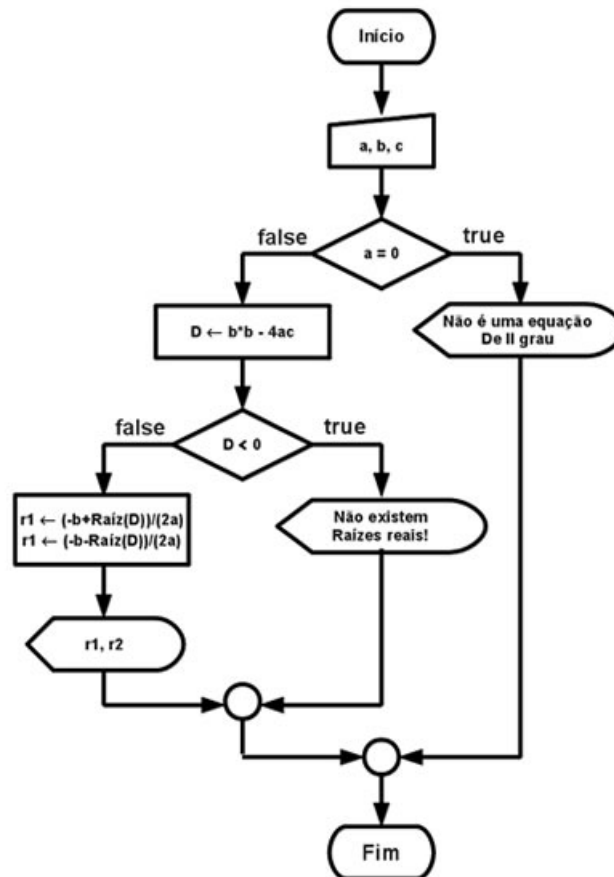 Início
a, b, c
false
true
a = 0
D ← b*b - 4ac
Não é uma equação
De II grau
false
true
D < 0
r1 ← (-b+Raíz(D))/(2a)
r1 ← (-b-Raíz(D))/(2a)
Não existem
Raízes reais!
r1, r2
Fim